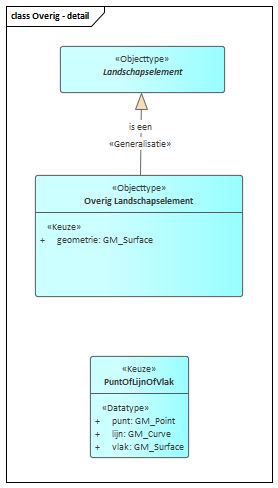 class Overig - detail
«Objecttype»
Landschapselement
is een
«Generalisatie»
«Objecttype»
Overig Landschapselement
«Keuze»
+ geometrie: GM_Surface
«Keuze»
PuntOfLijnOfVlak
«Datatype»
+ punt: GM_Point
+ lijn: GM_Curve
+ vlak: GM_Surface